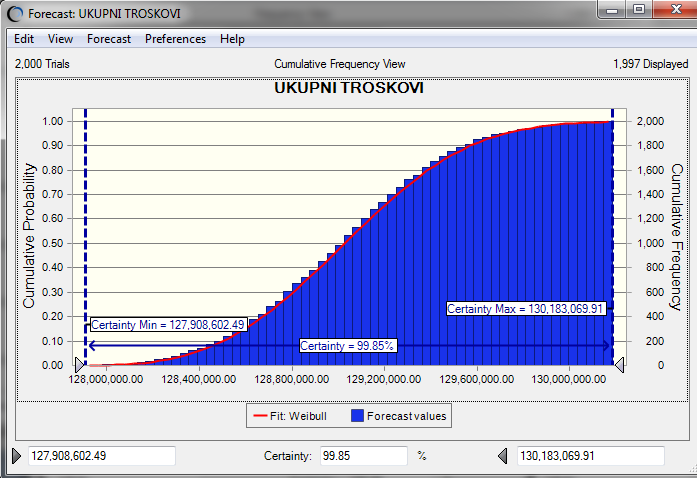 Forecast: UKUPNI TROSKOVI
Edit View Forecast Preferences Help
2,000 Trials Cumulative Frequency View 1,997 Displayed
UKUPNI TROSKOVI
Cumulative Probability
1.00
0.90
0.80
0.70
0.60
0.50
0.40
0.30
0.20
0.10
0.00
2,000
1,800
1,600
1,400
1,200
1,000
800
600
400
200
0
Cumulative Frequency
Certainty Max = 130,183,069.91
Certainty Min = 127,908,602.49
Certainty = 99.85%
128,000,000.00 128,400,000.00 128,800,000.00 129,200,000.00 129,600,000.00 130,000,000.00
Fit: Weibull Forecast values
127,908,602.49 Certainty: 99.85 % 130,183,069.91